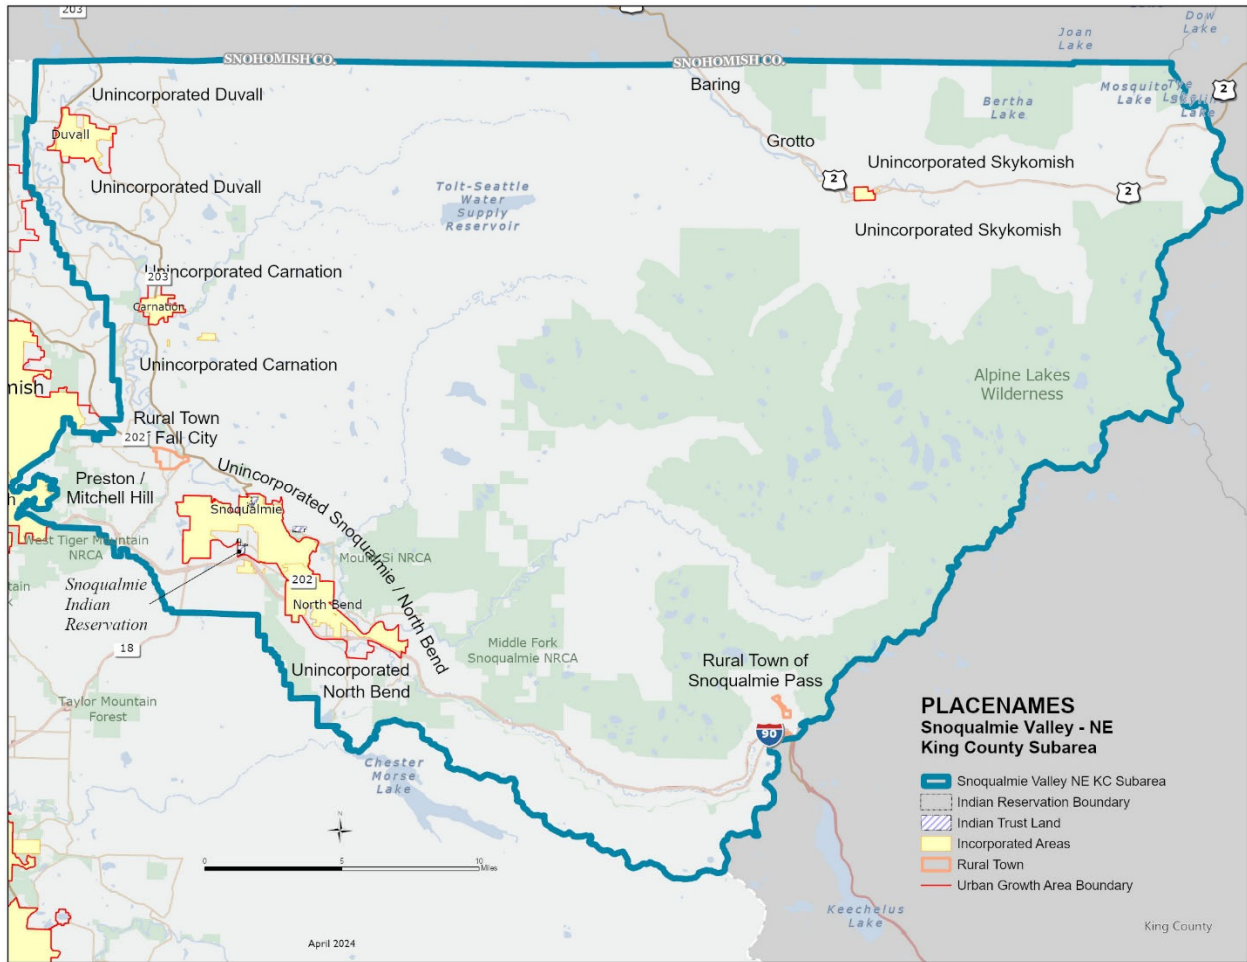 203
2
Dow
Lake
Joan
Lake
SNOHOMISH CO.
SNOHOMISH CO.
Unincorporated Duvall
Baring
Mosquito
Lake
2
Bertha
Lake
Duvall
Grotto
Unincorporated Skykomish
2
2
Unincorporated Duvall
Tolt-Seattle
Water
Supply
Reservoir
Unincorporated Skykomish
Unincorporated Carnation
203
Carnation
Unincorporated Carnation
mish
Alpine Lakes
Wilderness
Rural Town
Fall City
202
Preston /
Mitchell Hill
Unincorporated Snoqualmie / North Bend
Snoqualmie
West Tiger Mountain
NRCA
Mount Si NRCA
Snoqualmie
Indian
Reservation
202
North Bend
18
Middle Fork
Snoqualmie NRCA
Unincorporated
North Bend
Rural Town of
Snoqualmie Pass
Taylor Mountain
Forest
90
Chester
Morse
Lake
PLACENAMES
Snoqualmie Valley - NE
King County Subarea
Snoqualmie Valley NE KC Subarea
Indian Reservation Boundary
Indian Trust Land
Incorporated Areas
Rural Town
Urban Growth Area Boundary
N
0 5 10
Miles
Keechelus
Lake
King County
April 2024